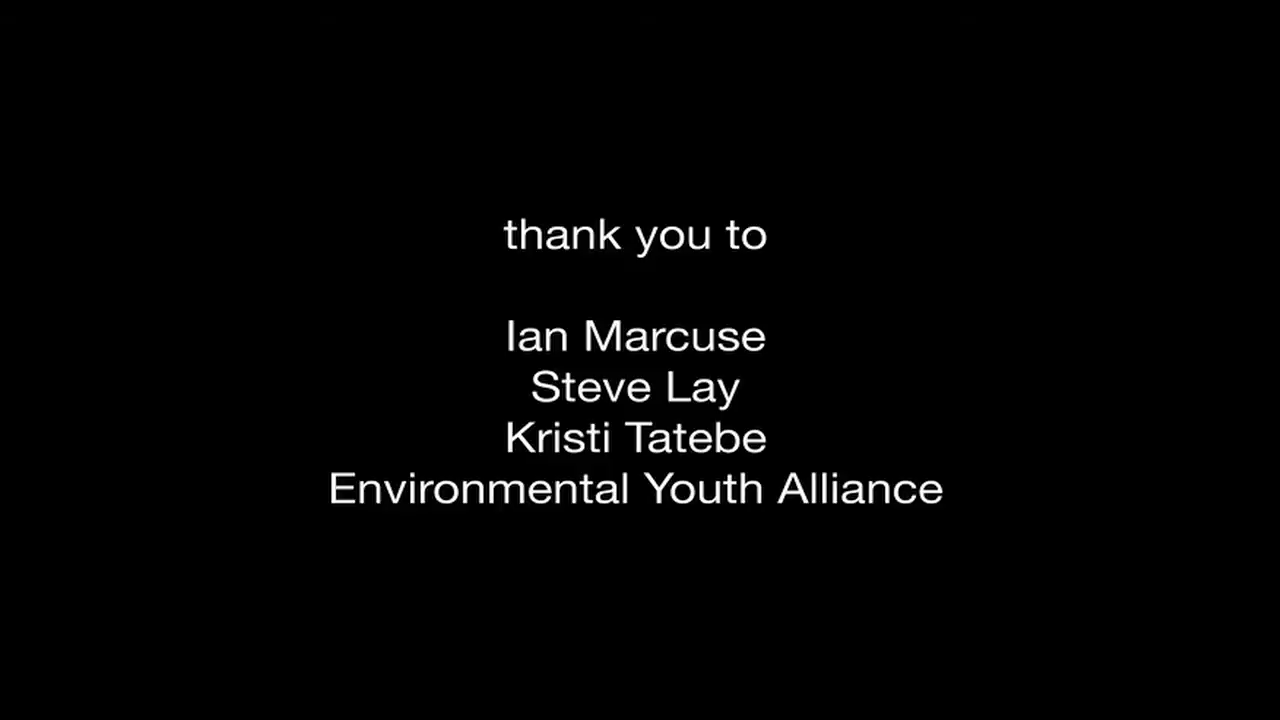 thank you to
Ian Marcuse
Steve Lay
Kristi Tatebe
Environmental Youth Alliance